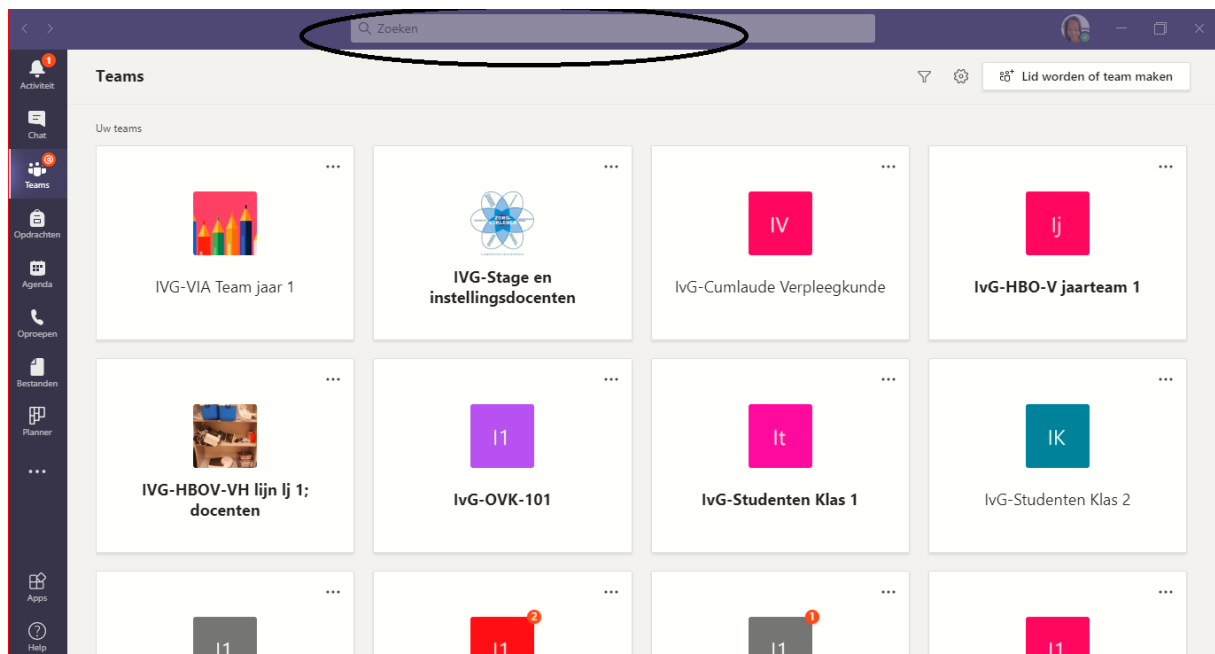 Zoeken
Activiteit
1
Chat
Teams
@
Opdrachten
Agenda
Oproepen
Bestanden
Planner
Apps
Help
Teams
Lid worden of team maken
Uw teams
IVG-VIA Team jaar 1
IVG-Stage en
instellingsdocenten
IV
IvG-Cumlaude Verpleegkunde
Ij
IvG-HBO-V jaarteam 1
IVG-HBOV-VH lijn lj 1;
docenten
I1
IvG-OVK-101
It
IvG-Studenten Klas 1
IK
IvG-Studenten Klas 2
I1
2
I1
1
I1
I1